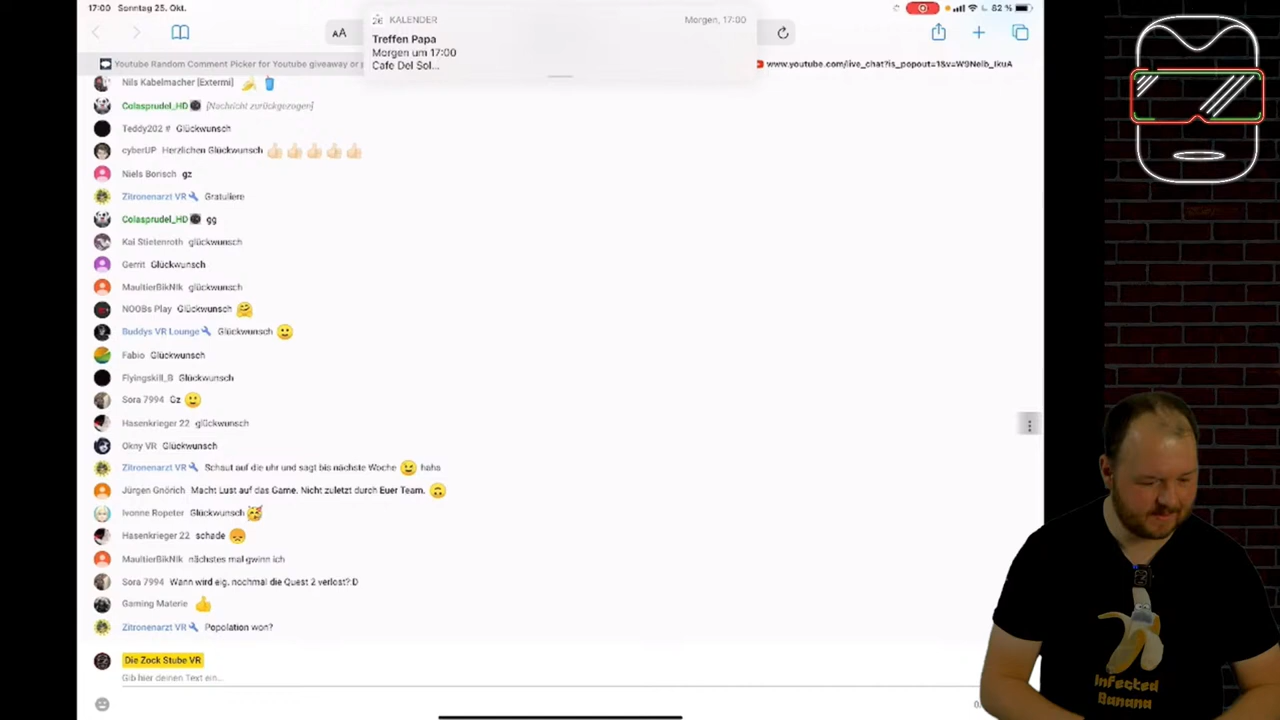 17:00 Sonntag 25. Okt.
82 %
KALENDER
Morgen, 17:00
Treffen Papa
Morgen um 17:00
Cafe Del Sol...
AA
Youtube Random Comment Picker for Youtube giveaway or
www.youtube.com/live_chat?is_popout=1&v=W9NeIb_IkuA
Nils Kabelmacher [Extermi] 🍌 🥤
Colasprudel_HD [Nachricht zurückgezogen]
Teddy202 # Glückwunsch
cyberUP Herzlichen Glückwunsch 👍🏻👍🏻👍🏻👍🏻👍🏻
Niels Borisch gz
Zitronenarzt VR Gratuliere
Colasprudel_HD gg
Kai Stietenroth glückwunsch
Gerrit Glückwunsch
MaultierBikNik glückwunsch
NOOBs Play Glückwunsch 🤗
Buddys VR Lounge Glückwunsch 🙂
Fabio Glückwunsch
Flyingskill_B Glückwunsch
Sora 7994 Gz 🙂
Hasenkrieger 22 glückwunsch
Okny VR Glückwunsch
Zitronenarzt VR Schaut auf die uhr und sagt bis nächste Woche 😉 haha
Jürgen Gnörich Macht Lust auf das Game. Nicht zuletzt durch Euer Team. 🙃
Ivonne Ropeter Glückwunsch 🥳
Hasenkrieger 22 schade 😞
MaultierBikNik nächstes mal gwinn ich
Sora 7994 Wann wird eig. nochmal die Quest 2 verlost?:D
Gaming Materie 👍
Zitronenarzt VR Popolation won?
Die Zock Stube VR
Gib hier deinen Text ein...
Infected
Banana